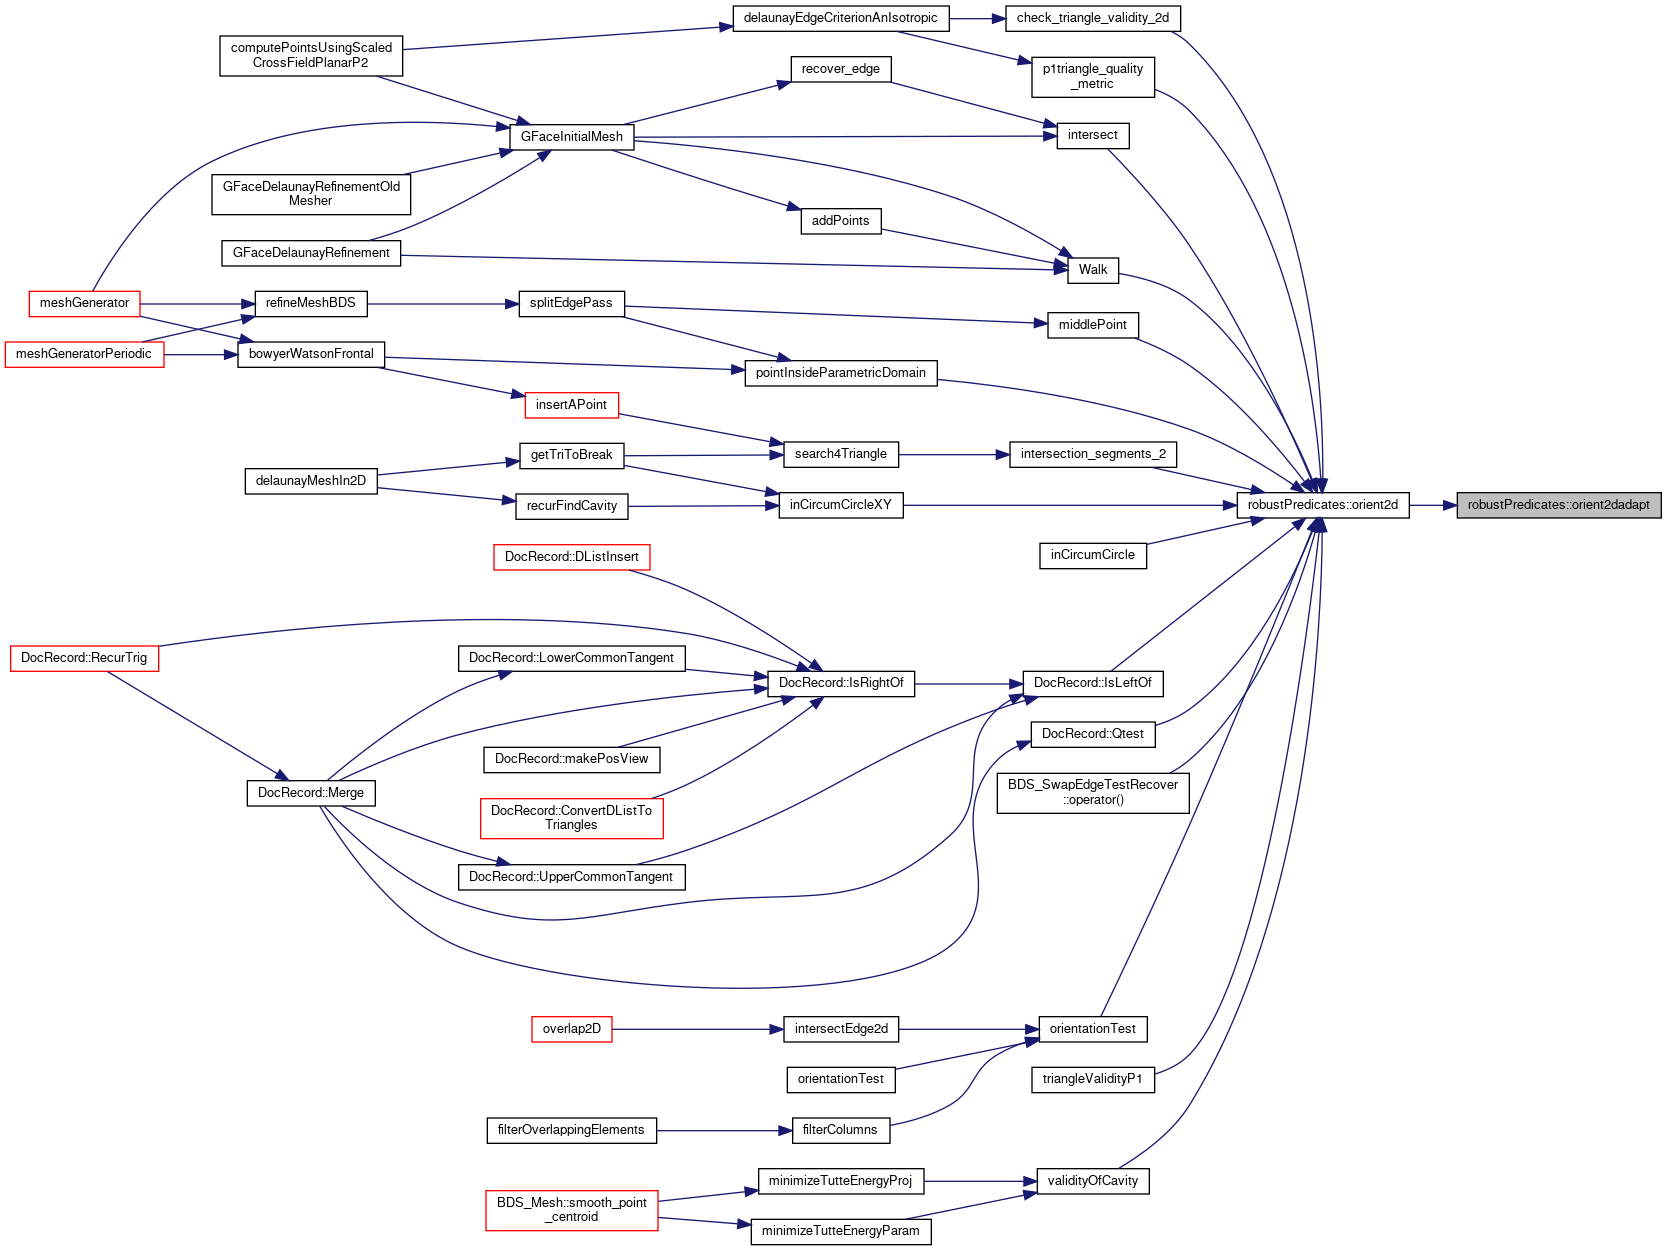 delaunayEdgeCriterionAnIsotropic
check_triangle_validity_2d
computePointsUsingScaled
CrossFieldPlanarP2
recover_edge
p1triangle_quality
_metric
GFaceInitialMesh
intersect
GFaceDelaunayRefinementOld
Mesher
addPoints
GFaceDelaunayRefinement
Walk
meshGenerator
refineMeshBDS
splitEdgePass
middlePoint
meshGeneratorPeriodic
bowyerWatsonFrontal
pointInsideParametricDomain
insertAPoint
getTriToBreak
search4Triangle
intersection_segments_2
delaunayMeshIn2D
recurFindCavity
inCircumCircleXY
robustPredicates::orient2d
robustPredicates::orient2dadapt
DocRecord::DListInsert
inCircumCircle
DocRecord::RecurTrig
DocRecord::LowerCommonTangent
DocRecord::IsRightOf
DocRecord::IsLeftOf
DocRecord::makePosView
DocRecord::Qtest
DocRecord::Merge
BDS_SwapEdgeTestRecover
::operator()
DocRecord::ConvertDListTo
Triangles
DocRecord::UpperCommonTangent
overlap2D
intersectEdge2d
orientationTest
orientationTest
triangleValidityP1
filterOverlappingElements
filterColumns
minimizeTutteEnergyProj
validityOfCavity
BDS_Mesh::smooth_point
_centroid
minimizeTutteEnergyParam